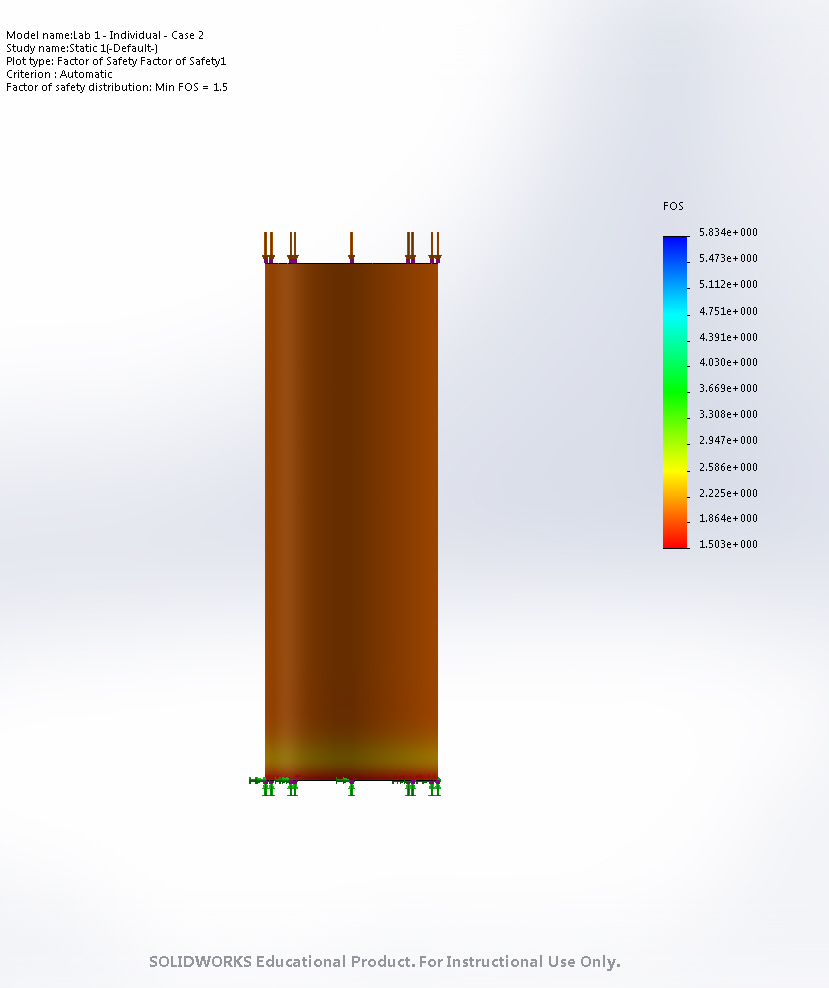 Model name:Lab 1 - Individual - Case 2
Study name:Static 1(-Default-)
Plot type: Factor of Safety Factor of Safety1
Criterion : Automatic
Factor of safety distribution: Min FOS = 1.5
FOS
5.834e+000
5.473e+000
5.112e+000
4.751e+000
4.391e+000
4.030e+000
3.669e+000
3.308e+000
2.947e+000
2.586e+000
2.225e+000
1.864e+000
1.503e+000
SOLIDWORKS Educational Product. For Instructional Use Only.